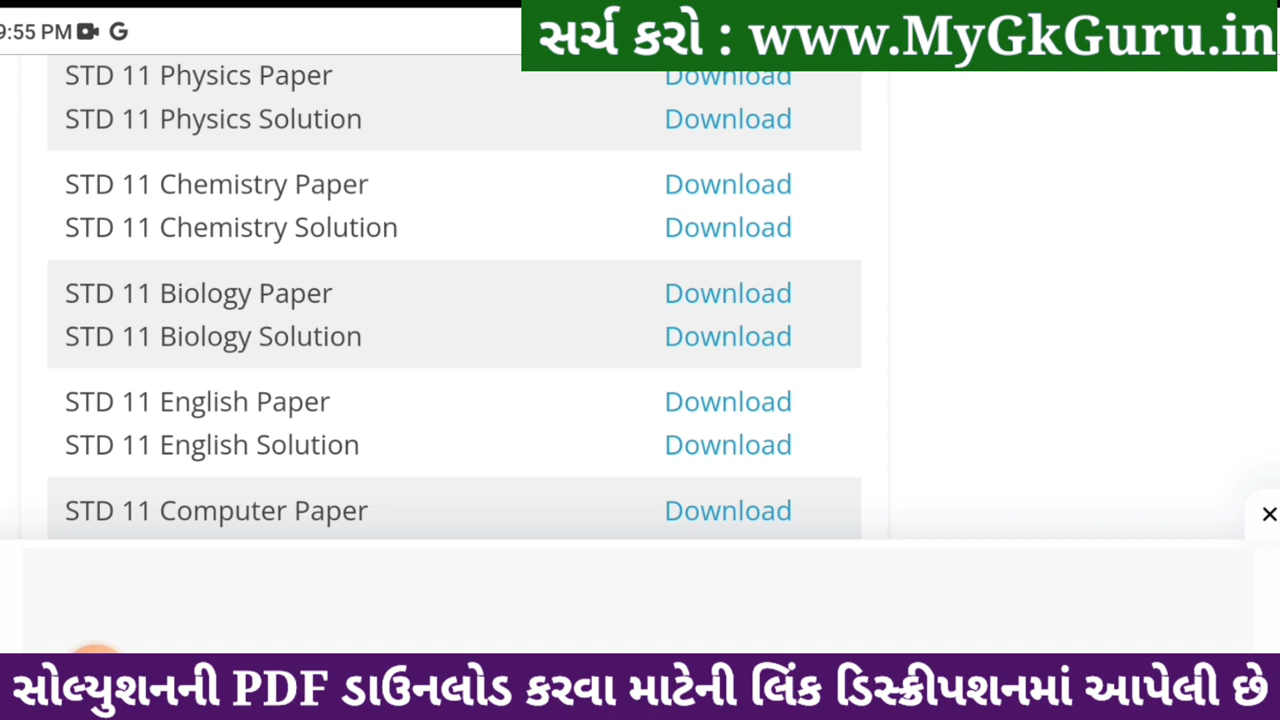 9:55 PM G
સર્ચ કરો : www.MyGkGuru.in
STD 11 Physics Paper Download
STD 11 Physics Solution Download
STD 11 Chemistry Paper Download
STD 11 Chemistry Solution Download
STD 11 Biology Paper Download
STD 11 Biology Solution Download
STD 11 English Paper Download
STD 11 English Solution Download
STD 11 Computer Paper Download
સોલ્યુશનની PDF ડાઉનલોડ કરવા માટેની લિંક ડિસ્ક્રીપશનમાં આપેલી છે